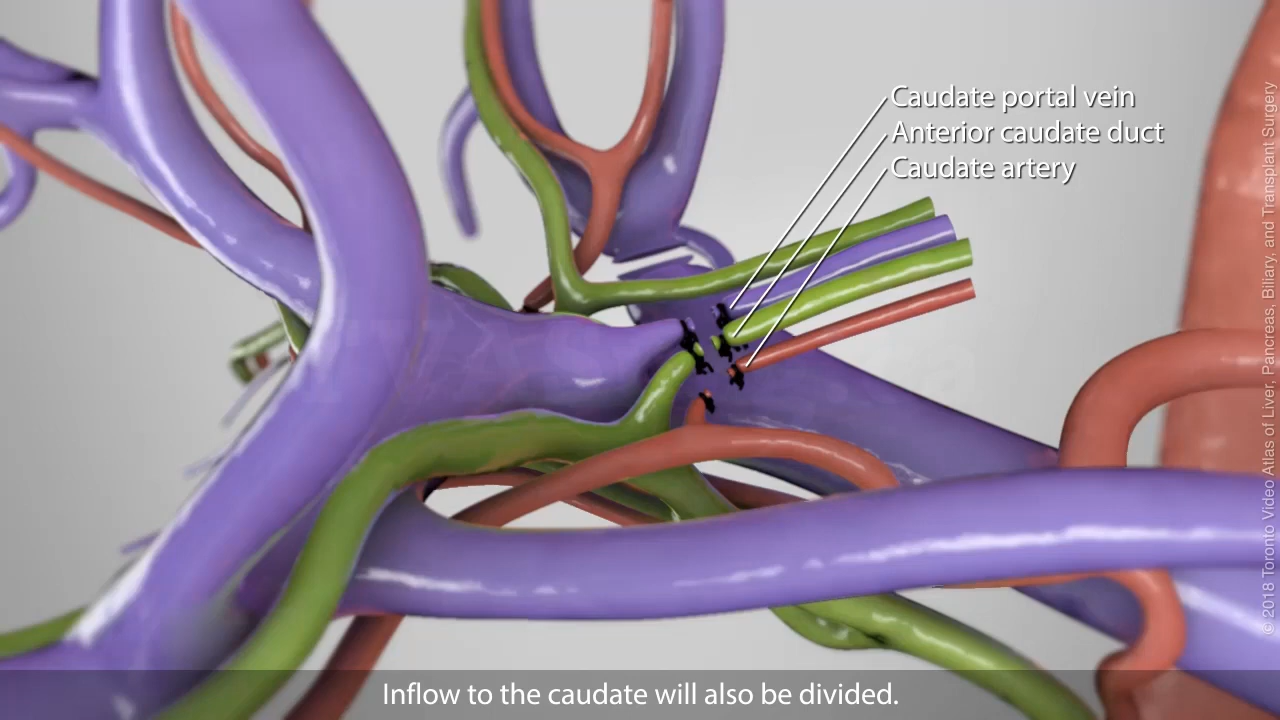 Caudate portal vein
Anterior caudate duct
Caudate artery
© 2018 Toronto Video Atlas of Liver, Pancreas, Biliary, and Transplant Surgery
Inflow to the caudate will also be divided.